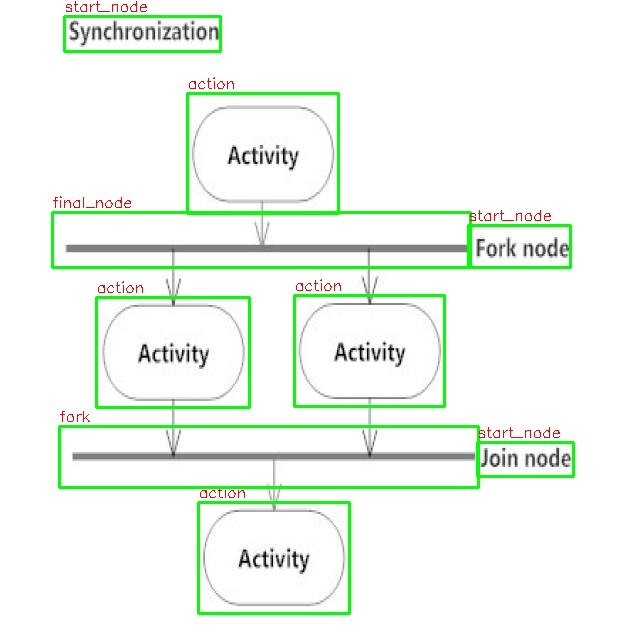 start_node
Synchronization
action
Activity
final_node
start_node
Fork node
action
action
Activity
Activity
fork
start_node
Join node
action
Activity